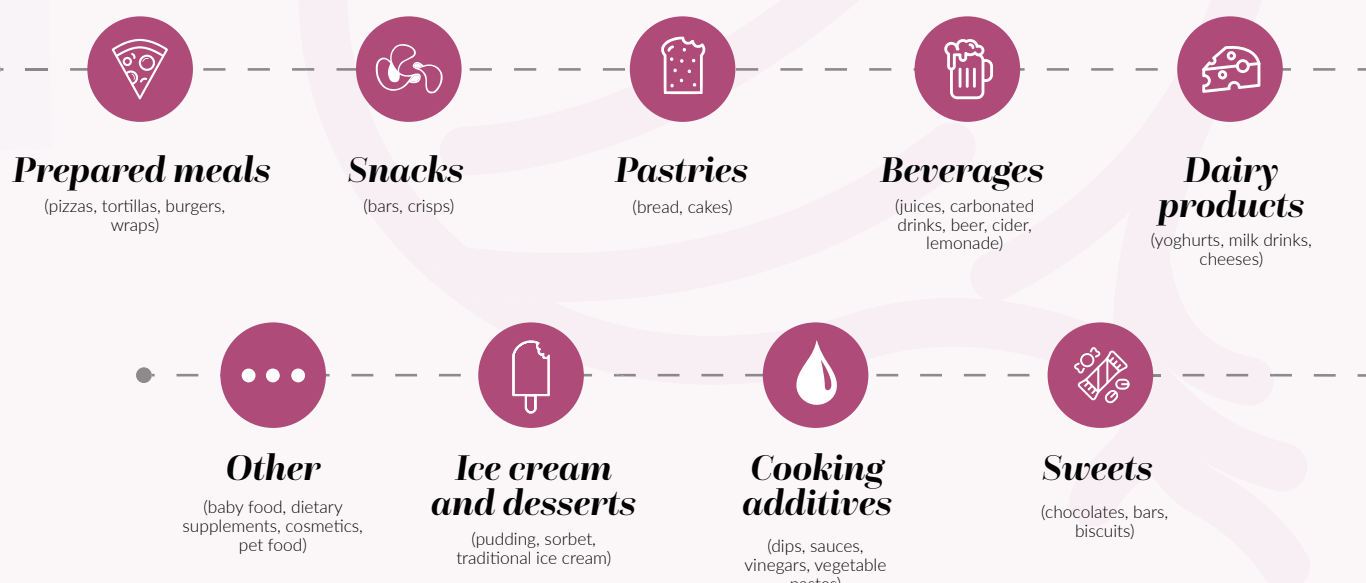 Prepared meals
(pizzas, tortillas, burgers,
wraps)
Snacks
(bars, crisps)
Pastries
(bread, cakes)
Beverages
(juices, carbonated
drinks, beer, cider,
lemonade)
Dairy
products
(yoghurts, milk drinks,
cheeses)
Other
(baby food, dietary
supplements, cosmetics,
pet food)
Ice cream
and desserts
(pudding, sorbet,
traditional ice cream)
Cooking
additives
(dips, sauces,
vinegars, vegetable
Sweets
(chocolates, bars,
biscuits)